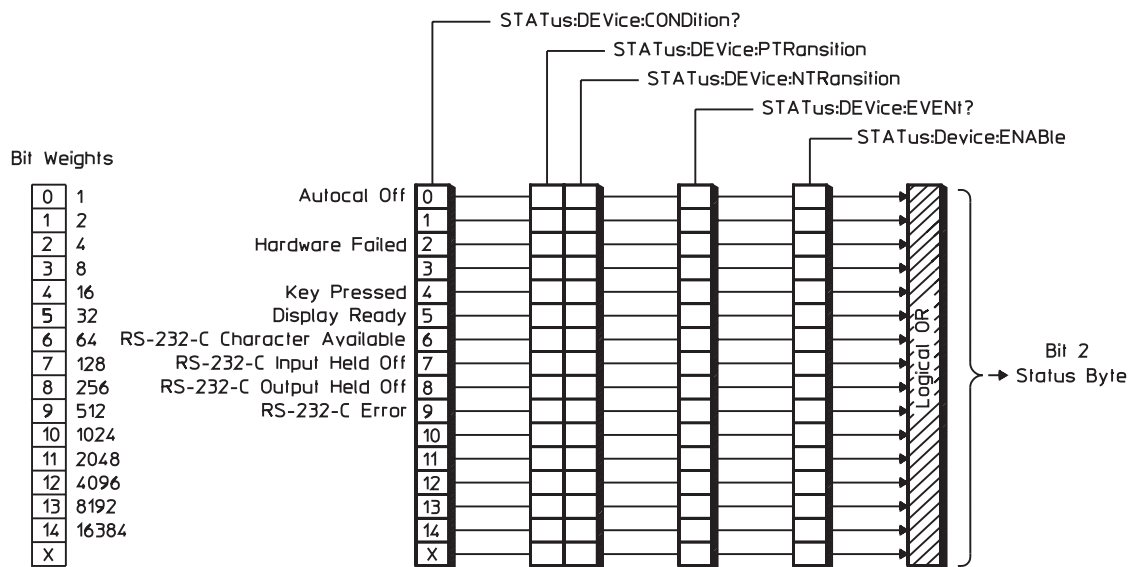 STATus:DEVice:CONDition?
STATus:DEVice:PTRansition
STATus:DEVice:NTRansition
STATus:DEVice:EVENt?
STATus:Device:ENABle
Bit Weights
0 1 Autocal Off 0
1 2 1
2 4 Hardware Failed 2
3 8 3
4 16 Key Pressed 4
5 32 Display Ready 5
6 64 RS-232-C Character Available 6
7 128 RS-232-C Input Held Off 7
8 256 RS-232-C Output Held Off 8
9 512 RS-232-C Error 9
10 1024 10
11 2048 11
12 4096 12
13 8192 13
14 16384 14
X X
Logical OR
Bit 2
Status Byte